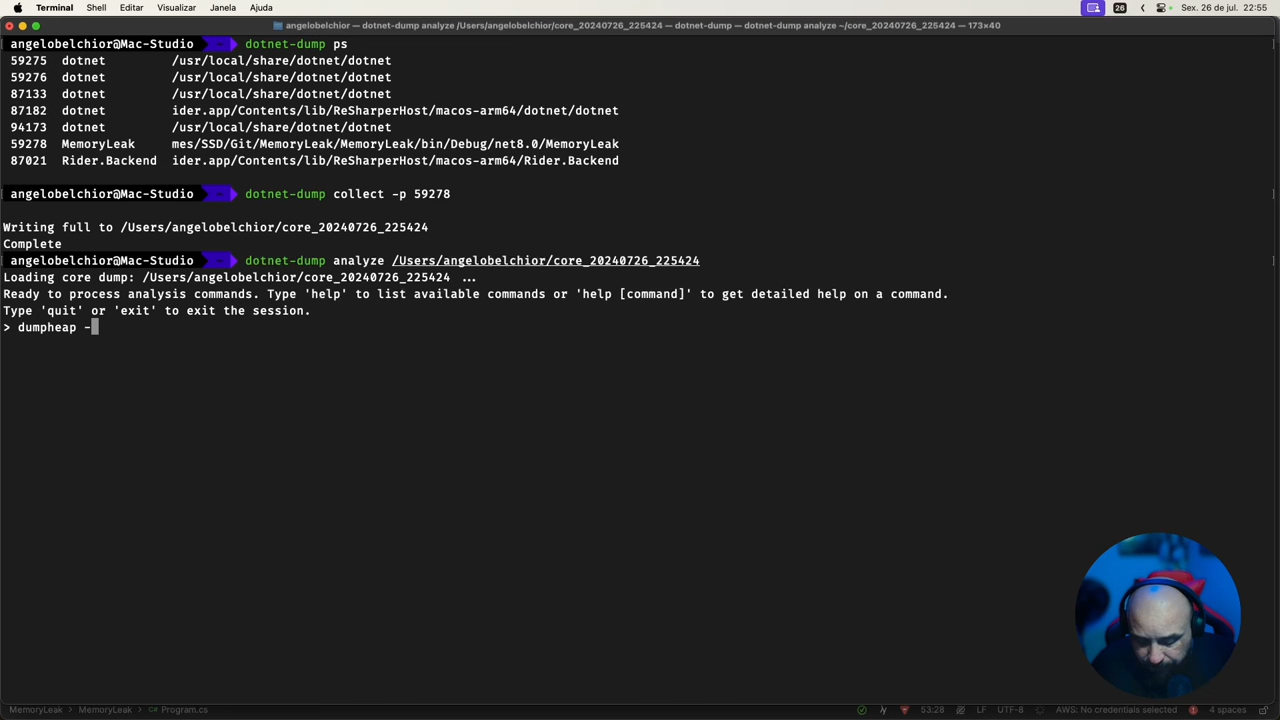 Terminal Shell Editar Visualizar Janela Ajuda 26 Sex. 26 de jul. 22:55
angelobelchior — dotnet-dump analyze /Users/angelobelchior/core_20240726_225424 — dotnet-dump — dotnet-dump analyze ~/core_20240726_225424 — 173×40
angelobelchior@Mac-Studio ~ dotnet-dump ps
59275 dotnet /usr/local/share/dotnet/dotnet
59276 dotnet /usr/local/share/dotnet/dotnet
87133 dotnet /usr/local/share/dotnet/dotnet
87182 dotnet ider.app/Contents/lib/ReSharperHost/macos-arm64/dotnet/dotnet
94173 dotnet /usr/local/share/dotnet/dotnet
59278 MemoryLeak mes/SSD/Git/MemoryLeak/MemoryLeak/bin/Debug/net8.0/MemoryLeak
87021 Rider.Backend ider.app/Contents/lib/ReSharperHost/macos-arm64/Rider.Backend
angelobelchior@Mac-Studio ~ dotnet-dump collect -p 59278
Writing full to /Users/angelobelchior/core_20240726_225424
Complete
angelobelchior@Mac-Studio ~ dotnet-dump analyze /Users/angelobelchior/core_20240726_225424
Loading core dump: /Users/angelobelchior/core_20240726_225424 ...
Ready to process analysis commands. Type 'help' to list available commands or 'help [command]' to get detailed help on a command.
Type 'quit' or 'exit' to exit the session.
> dumpheap -
MemoryLeak > MemoryLeak > C# Program.cs 53:28 LF UTF-8 AWS: No credentials selected 4 spaces